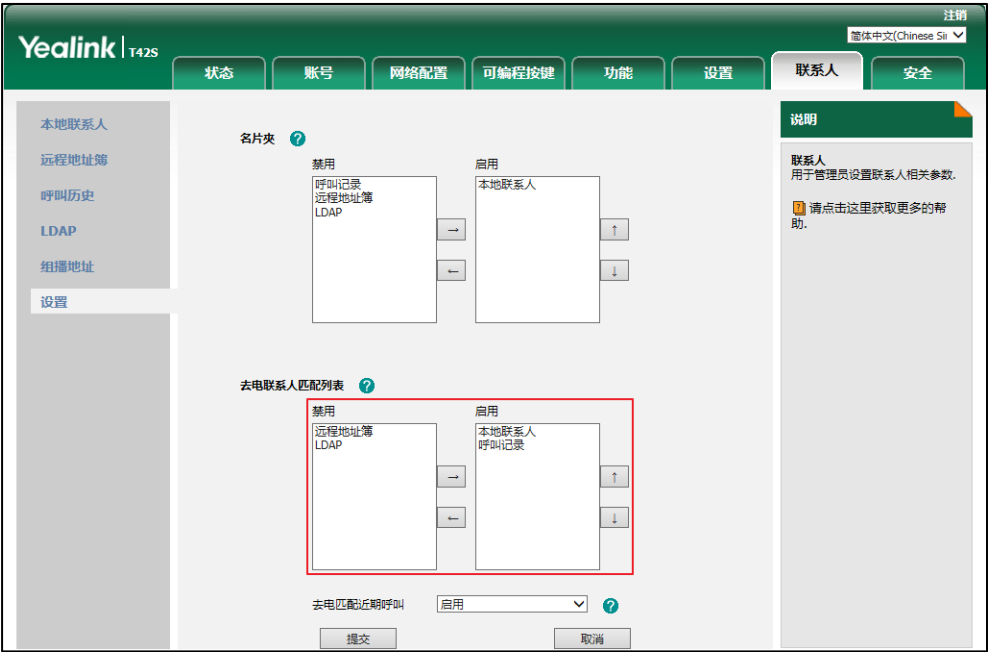 注销
Yealink T42S
简体中文(Chinese Sir
状态 账号 网络配置 可编程按键 功能 设置 联系人 安全
本地联系人
远程地址簿
呼叫历史
LDAP
组播地址
设置
名片夹 ?
禁用 启用
呼叫记录
远程地址簿
LDAP
本地联系人
→ ↑
← ↓
去电联系人匹配列表 ?
禁用 启用
远程地址簿
LDAP
本地联系人
呼叫记录
→ ↑
← ↓
去电匹配近期呼叫 启用 ?
提交 取消
说明
联系人
用于管理员设置联系人相关参数.
? 请点击这里获取更多的帮
助.